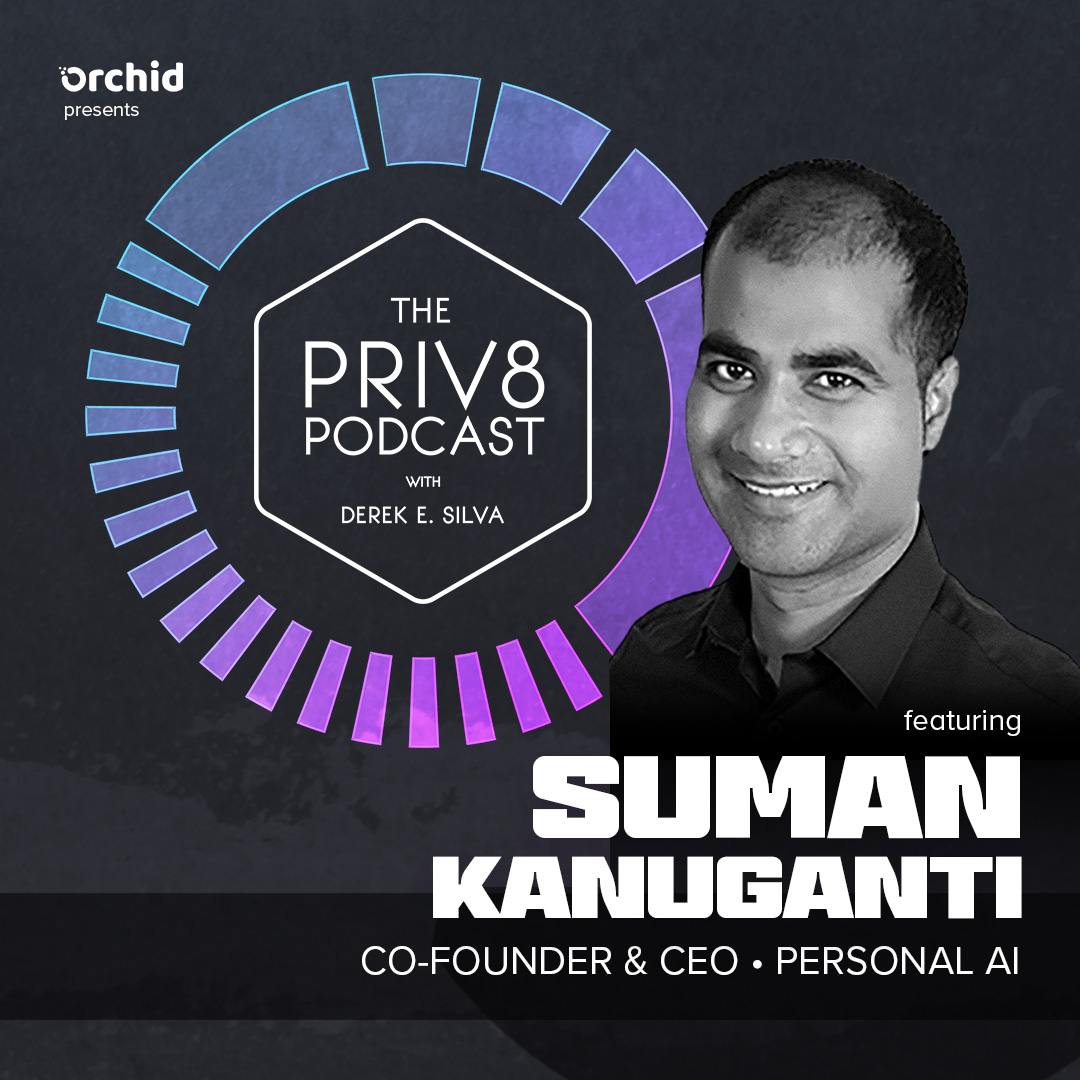 Orchid
presents
THE
PRIV8
PODCAST
WITH
DEREK E. SILVA
featuring
SUMAN
KANUGANTI
CO-FOUNDER & CEO • PERSONAL AI